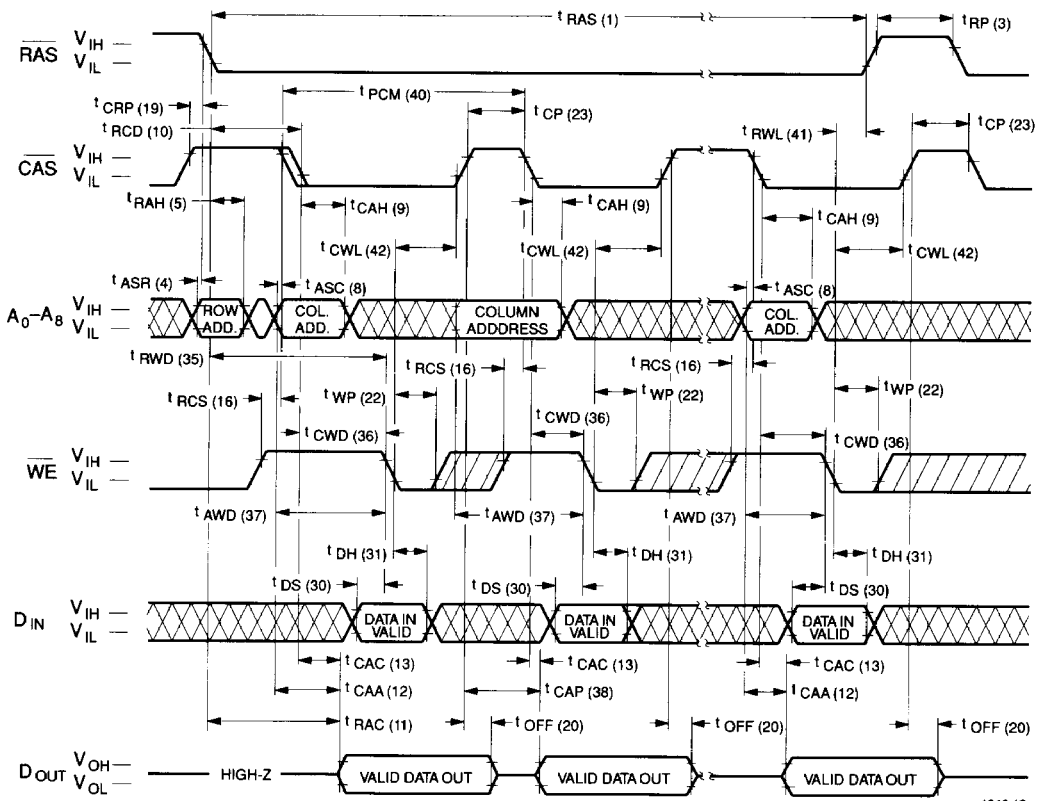 t RAS (1)
t RP (3)
RAS V IH
V IL
t CRP (19)
t PCM (40)
t CP (23)
t RCD (10)
t RWL (41)
t CP (23)
CAS V IH
V IL
t RAH (5)
t CAH (9)
t CAH (9)
t CAH (9)
t CWL (42)
t CWL (42)
t CWL (42)
t ASR (4)
t ASC (8)
t ASC (8)
A0–A8 V IH
V IL
ROW ADD.
COL. ADD.
COLUMN ADDDRESS
COL. ADD.
t RWD (35)
t RCS (16)
t RCS (16)
t RCS (16)
t WP (22)
t WP (22)
t WP (22)
t CWD (36)
t CWD (36)
t CWD (36)
WE V IH
V IL
t AWD (37)
t AWD (37)
t AWD (37)
t DH (31)
t DH (31)
t DH (31)
t DS (30)
t DS (30)
t DS (30)
D IN V IH
V IL
DATA IN VALID
DATA IN VALID
DATA IN VALID
t CAC (13)
t CAC (13)
t CAC (13)
t CAA (12)
t CAP (38)
t CAA (12)
t RAC (11)
t OFF (20)
t OFF (20)
t OFF (20)
D OUT V OH
V OL
HIGH-Z
VALID DATA OUT
VALID DATA OUT
VALID DATA OUT